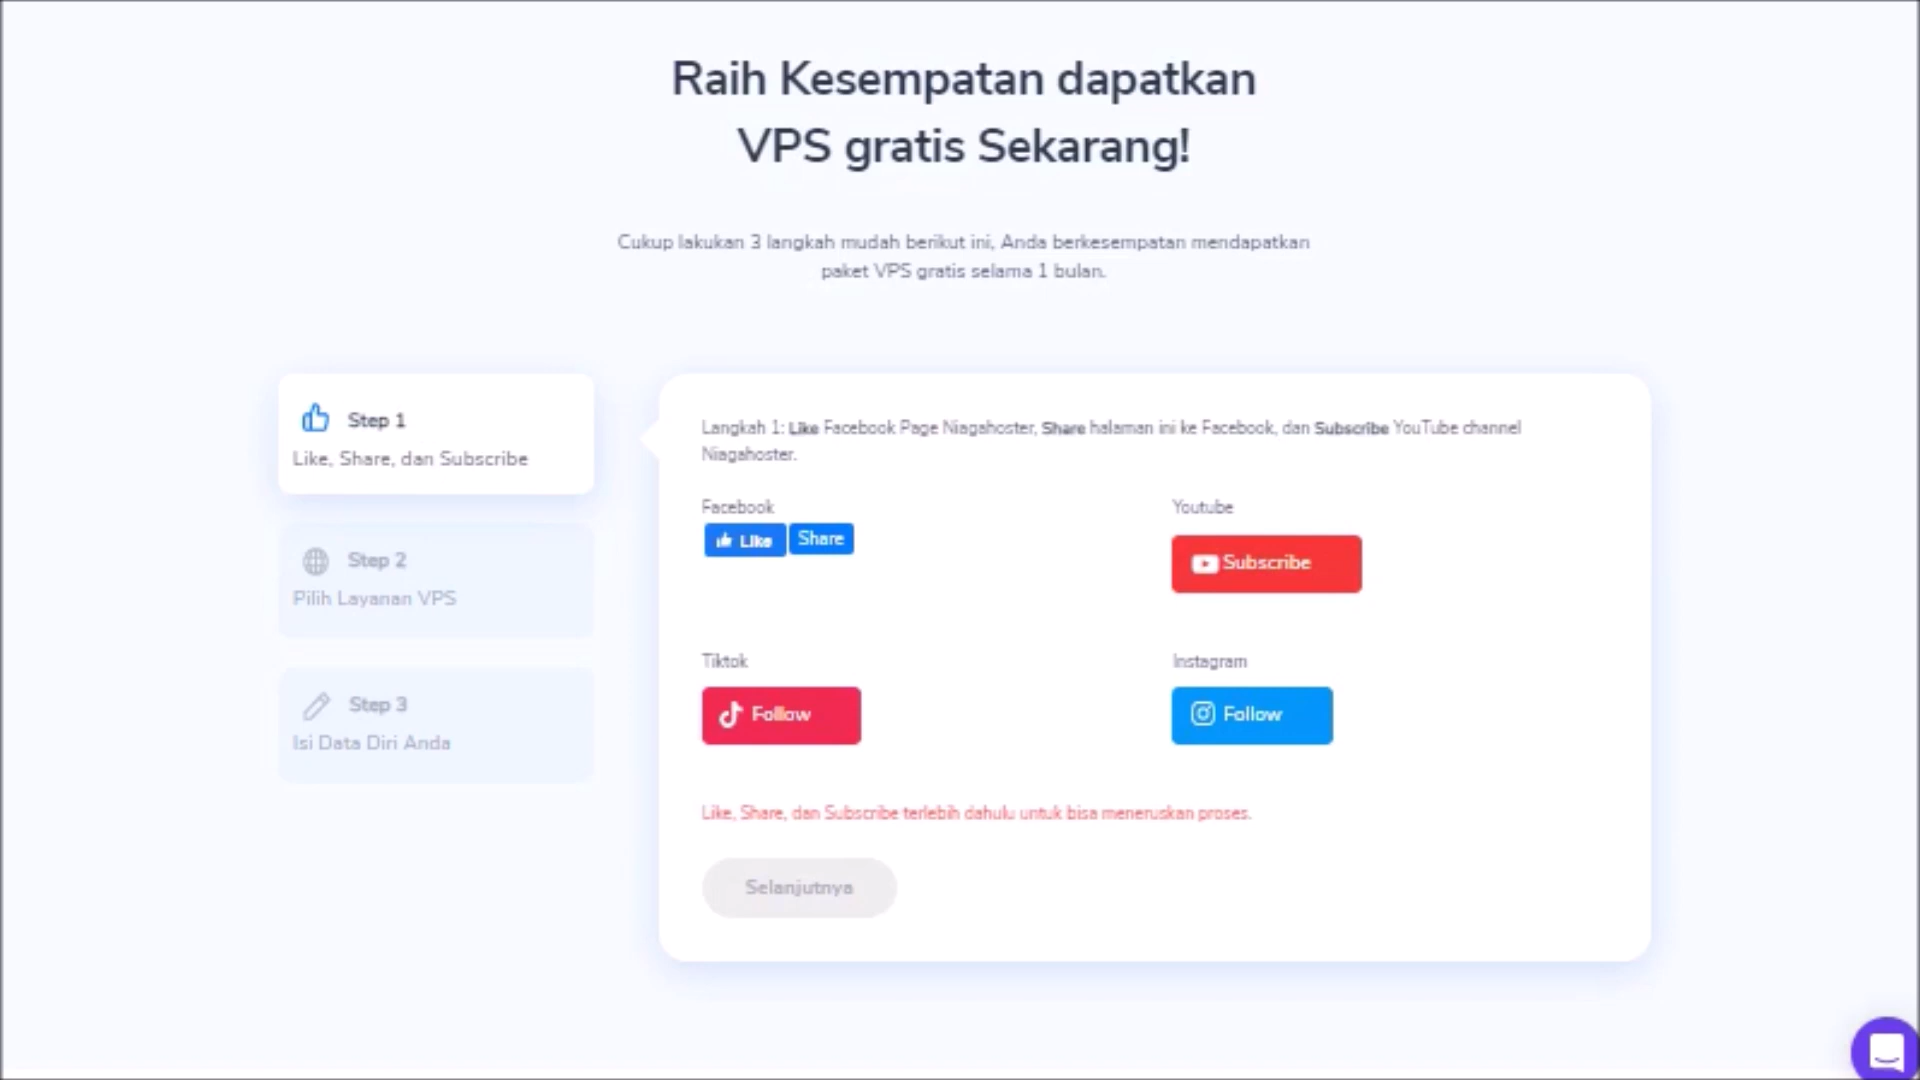 Raih Kesempatan dapatkan
VPS gratis Sekarang!
Cukup lakukan 3 langkah mudah berikut ini, Anda berkesempatan mendapatkan
paket VPS gratis selama 1 bulan.
Step 1
Like, Share, dan Subscribe
Step 2
Pilih Layanan VPS
Step 3
Isi Data Diri Anda
Langkah 1: Like Facebook Page Niagahoster, Share halaman ini ke Facebook, dan Subscribe YouTube channel
Niagahoster.
Facebook
Like Share
Youtube
Subscribe
Tiktok
Follow
Instagram
Follow
Like, Share, dan Subscribe terlebih dahulu untuk bisa meneruskan proses.
Selanjutnya